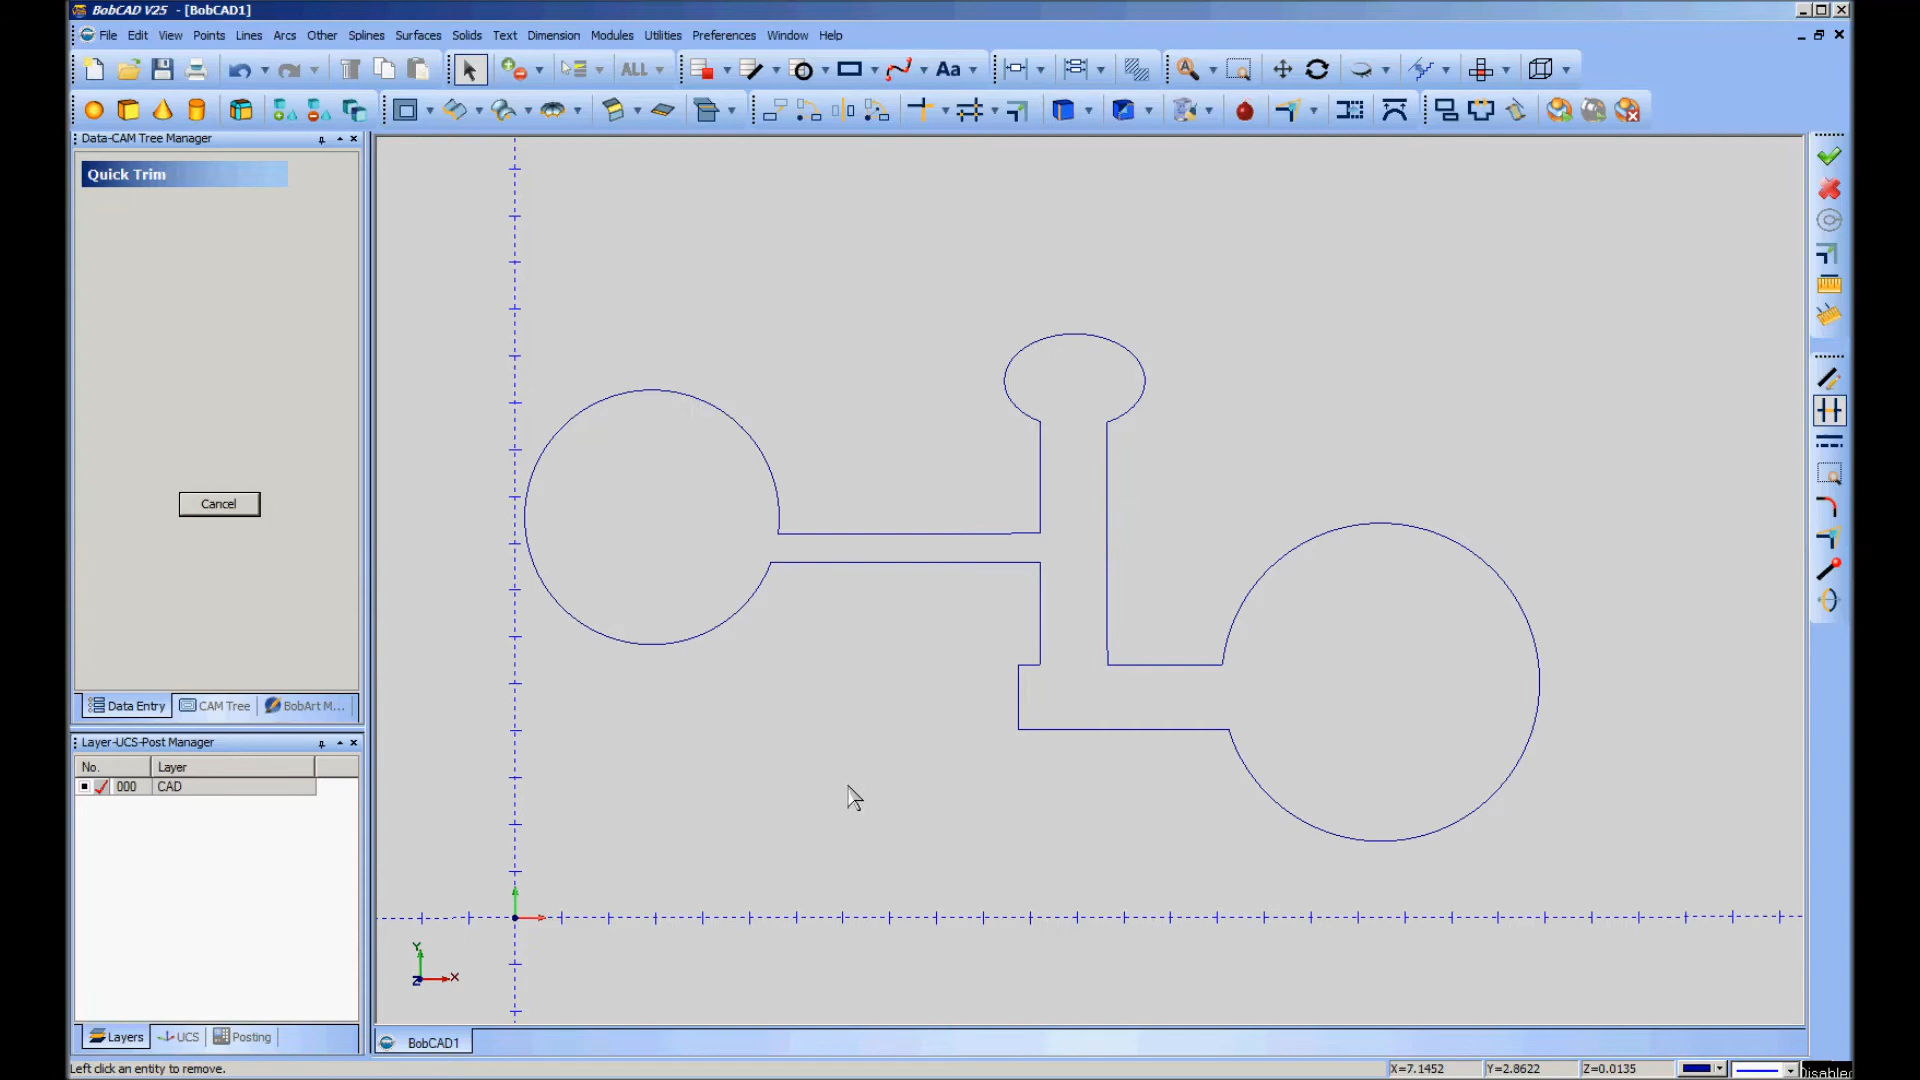 BobCAD V25 - [BobCAD1]
File Edit View Points Lines Arcs Other Splines Surfaces Solids Text Dimension Modules Utilities Preferences Window Help
ALL Aa
Data-CAM Tree Manager
Quick Trim
Cancel
Data Entry CAM Tree BobArt M...
Layer-UCS-Post Manager
No. Layer
000 CAD
Y
Z X
Layers UCS Posting
BobCAD1
Left click an entity to remove. X=7.1452 Y=2.8622 Z=0.0135 Disabled